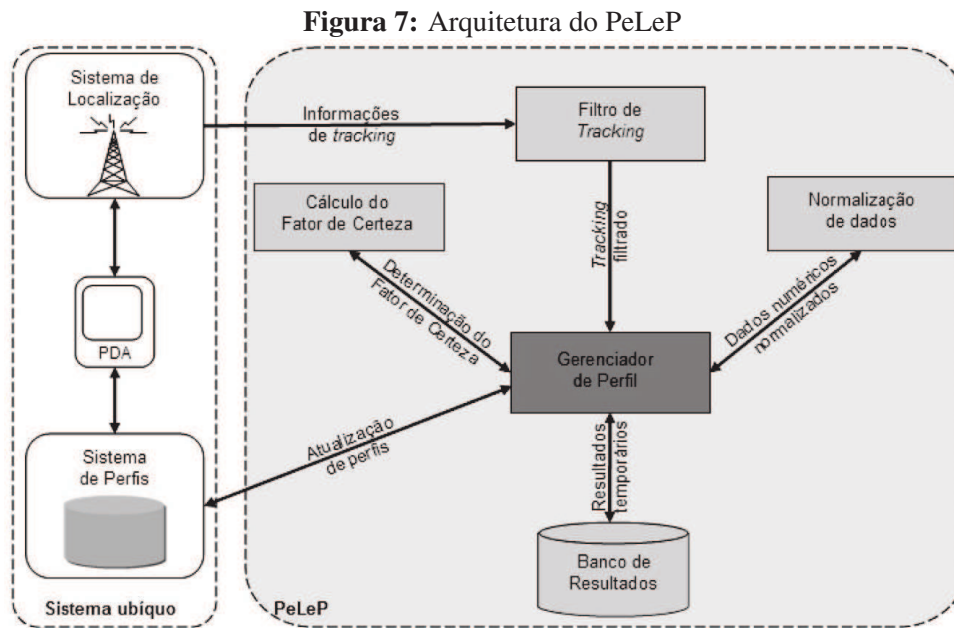 Figura 7: Arquitetura do PeLeP
Sistema de
Localização
Informações
de tracking
Filtro de
Tracking
Cálculo do
Fator de Certeza
Normalização
de dados
Tracking
filtrado
Determinação do
Fator de Certeza
Dados numéricos
normalizados
PDA
Gerenciador
de Perfil
Atualização
de perfis
Sistema
de Perfis
Resultados
temporários
Banco de
Resultados
Sistema ubíquo
PeLeP